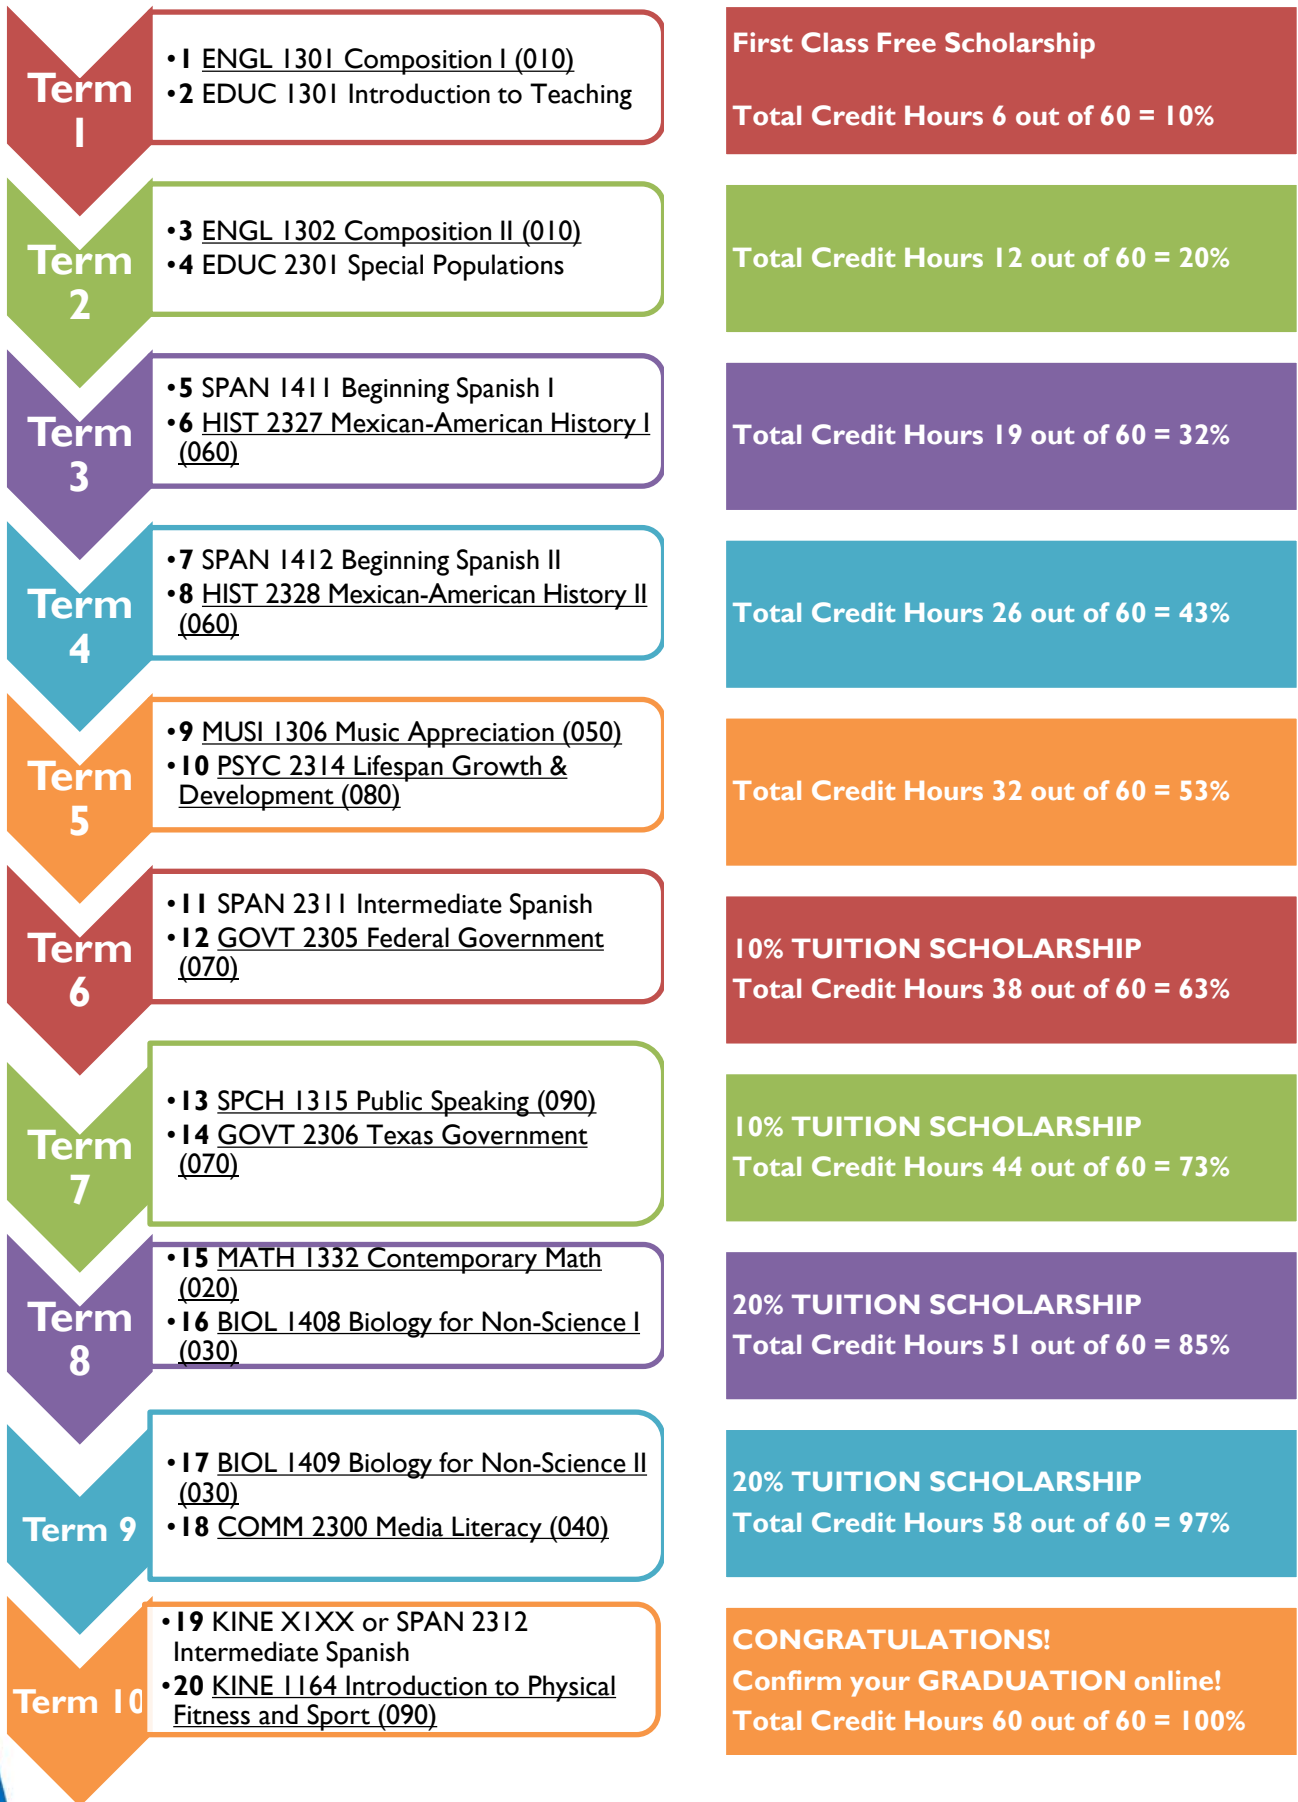 Term
1
•1 ENGL 1301 Composition I (010)
•2 EDUC 1301 Introduction to Teaching
First Class Free Scholarship
Total Credit Hours 6 out of 60 = 10%
Term
2
•3 ENGL 1302 Composition II (010)
•4 EDUC 2301 Special Populations
Total Credit Hours 12 out of 60 = 20%
Term
3
•5 SPAN 1411 Beginning Spanish I
•6 HIST 2327 Mexican-American History I
(060)
Total Credit Hours 19 out of 60 = 32%
Term
4
•7 SPAN 1412 Beginning Spanish II
•8 HIST 2328 Mexican-American History II
(060)
Total Credit Hours 26 out of 60 = 43%
Term
5
•9 MUSI 1306 Music Appreciation (050)
•10 PSYC 2314 Lifespan Growth &
Development (080)
Total Credit Hours 32 out of 60 = 53%
Term
6
•11 SPAN 2311 Intermediate Spanish
•12 GOVT 2305 Federal Government
(070)
10% TUITION SCHOLARSHIP
Total Credit Hours 38 out of 60 = 63%
Term
7
•13 SPCH 1315 Public Speaking (090)
•14 GOVT 2306 Texas Government
(070)
10% TUITION SCHOLARSHIP
Total Credit Hours 44 out of 60 = 73%
Term
8
•15 MATH 1332 Contemporary Math
(020)
•16 BIOL 1408 Biology for Non-Science I
(030)
20% TUITION SCHOLARSHIP
Total Credit Hours 51 out of 60 = 85%
Term 9
•17 BIOL 1409 Biology for Non-Science II
(030)
•18 COMM 2300 Media Literacy (040)
20% TUITION SCHOLARSHIP
Total Credit Hours 58 out of 60 = 97%
Term 10
•19 KINE X1XX or SPAN 2312
Intermediate Spanish
•20 KINE 1164 Introduction to Physical
Fitness and Sport (090)
CONGRATULATIONS!
Confirm your GRADUATION online!
Total Credit Hours 60 out of 60 = 100%